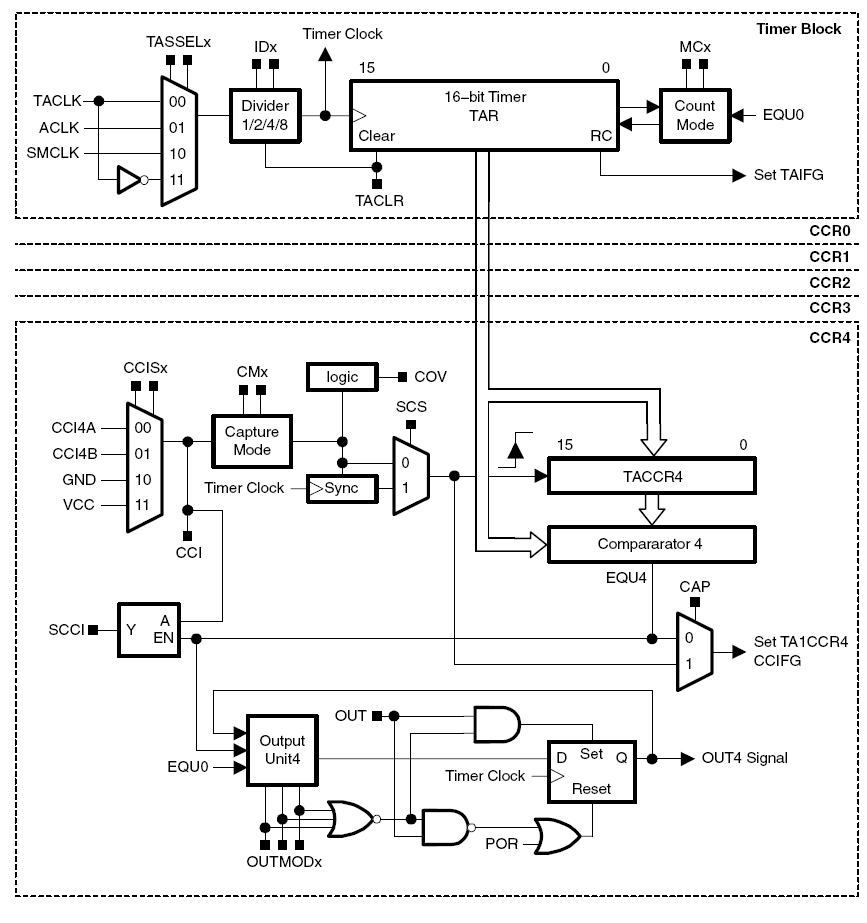 Timer Block
TASSELx
IDx
Timer Clock
15
0
MCx
TACLK
ACLK
SMCLK
00
01
10
11
Divider
1/2/4/8
16−bit Timer
TAR
Clear
RC
Count
Mode
EQU0
Set TAIFG
TACLR
CCR0
CCR1
CCR2
CCR3
CCR4
CCISx
CMx
logic
COV
SCS
CCI4A
CCI4B
GND
VCC
00
01
10
11
Capture
Mode
Timer Clock
Sync
0
1
15
0
TACCR4
Compararator 4
CCI
EQU4
CAP
SCCI
Y
A
EN
0
1
Set TA1CCR4
CCIFG
OUT
Output
Unit4
EQU0
D
Set
Q
Timer Clock
Reset
OUT4 Signal
POR
OUTMODx